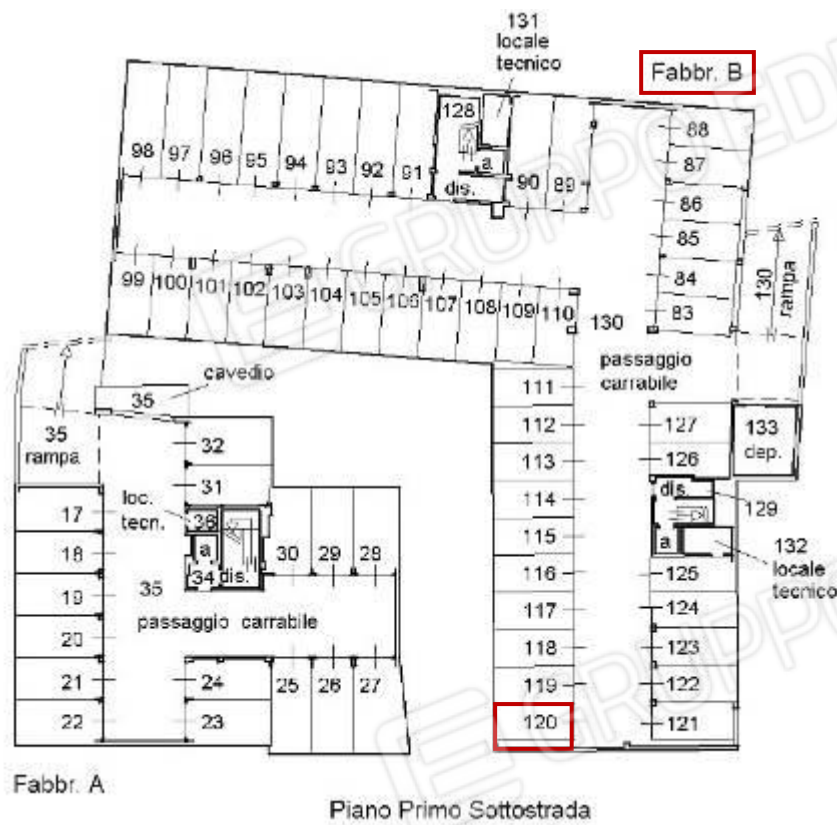 131
locale
tecnico
Fabbr. B
128
a
dis.
98 97 96 95 94 93 92 91 90 89
88
87
86
85
84
83
130
rampa
99 100 101 102 103 104 105 106 107 108 109 110
130
passaggio
carrabile
cavedio
35
35
rampa
32
31
loc.
tecn.
36
a
34 dis.
17
18
19
20
21
22
35
passaggio carrabile
30 29 28
24
23
25 26 27
111
112
113
114
115
116
117
118
119
120
127
126
133
dep.
dis.
129
a
132
locale
tecnico
125
124
123
122
121
Fabbr. A
Piano Primo Sottostrada
GRUPPO EDI
GRUPPO